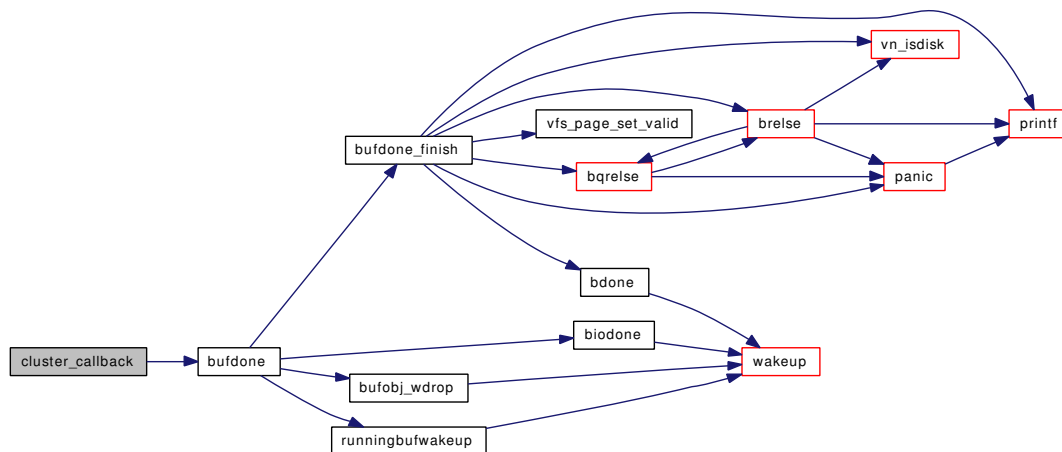 vn_isdisk
vfs_page_set_valid
brelse
printf
bufdone_finish
bqrelse
panic
bdone
biodone
cluster_callback
bufdone
wakeup
bufobj_wdrop
runningbufwakeup